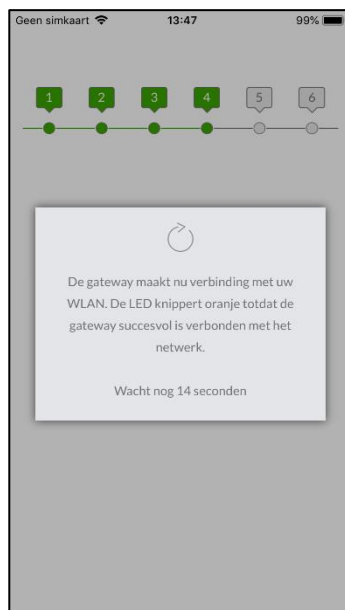 Geen simkaart 13:47 99%
1 2 3 4 5 6
De gateway maakt nu verbinding met uw
WLAN. De LED knippert oranje totdat de
gateway succesvol is verbonden met het
netwerk.
Wacht nog 14 seconden